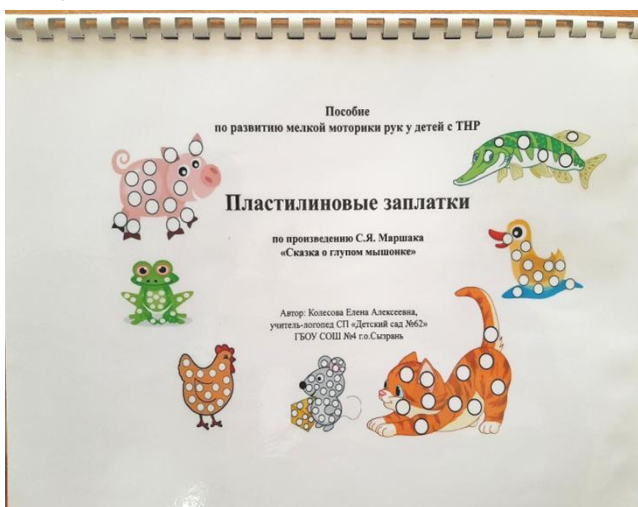 Пособие
по развитию мелкой моторики рук у детей с ТНР
Пластилиновые заплатки
по произведению С.Я. Маршака
«Сказка о глупом мышонке»
Автор: Колесова Елена Алексеевна,
учитель-логопед СП «Детский сад №62»
ГБОУ СОШ №4 г.о.Сызрань